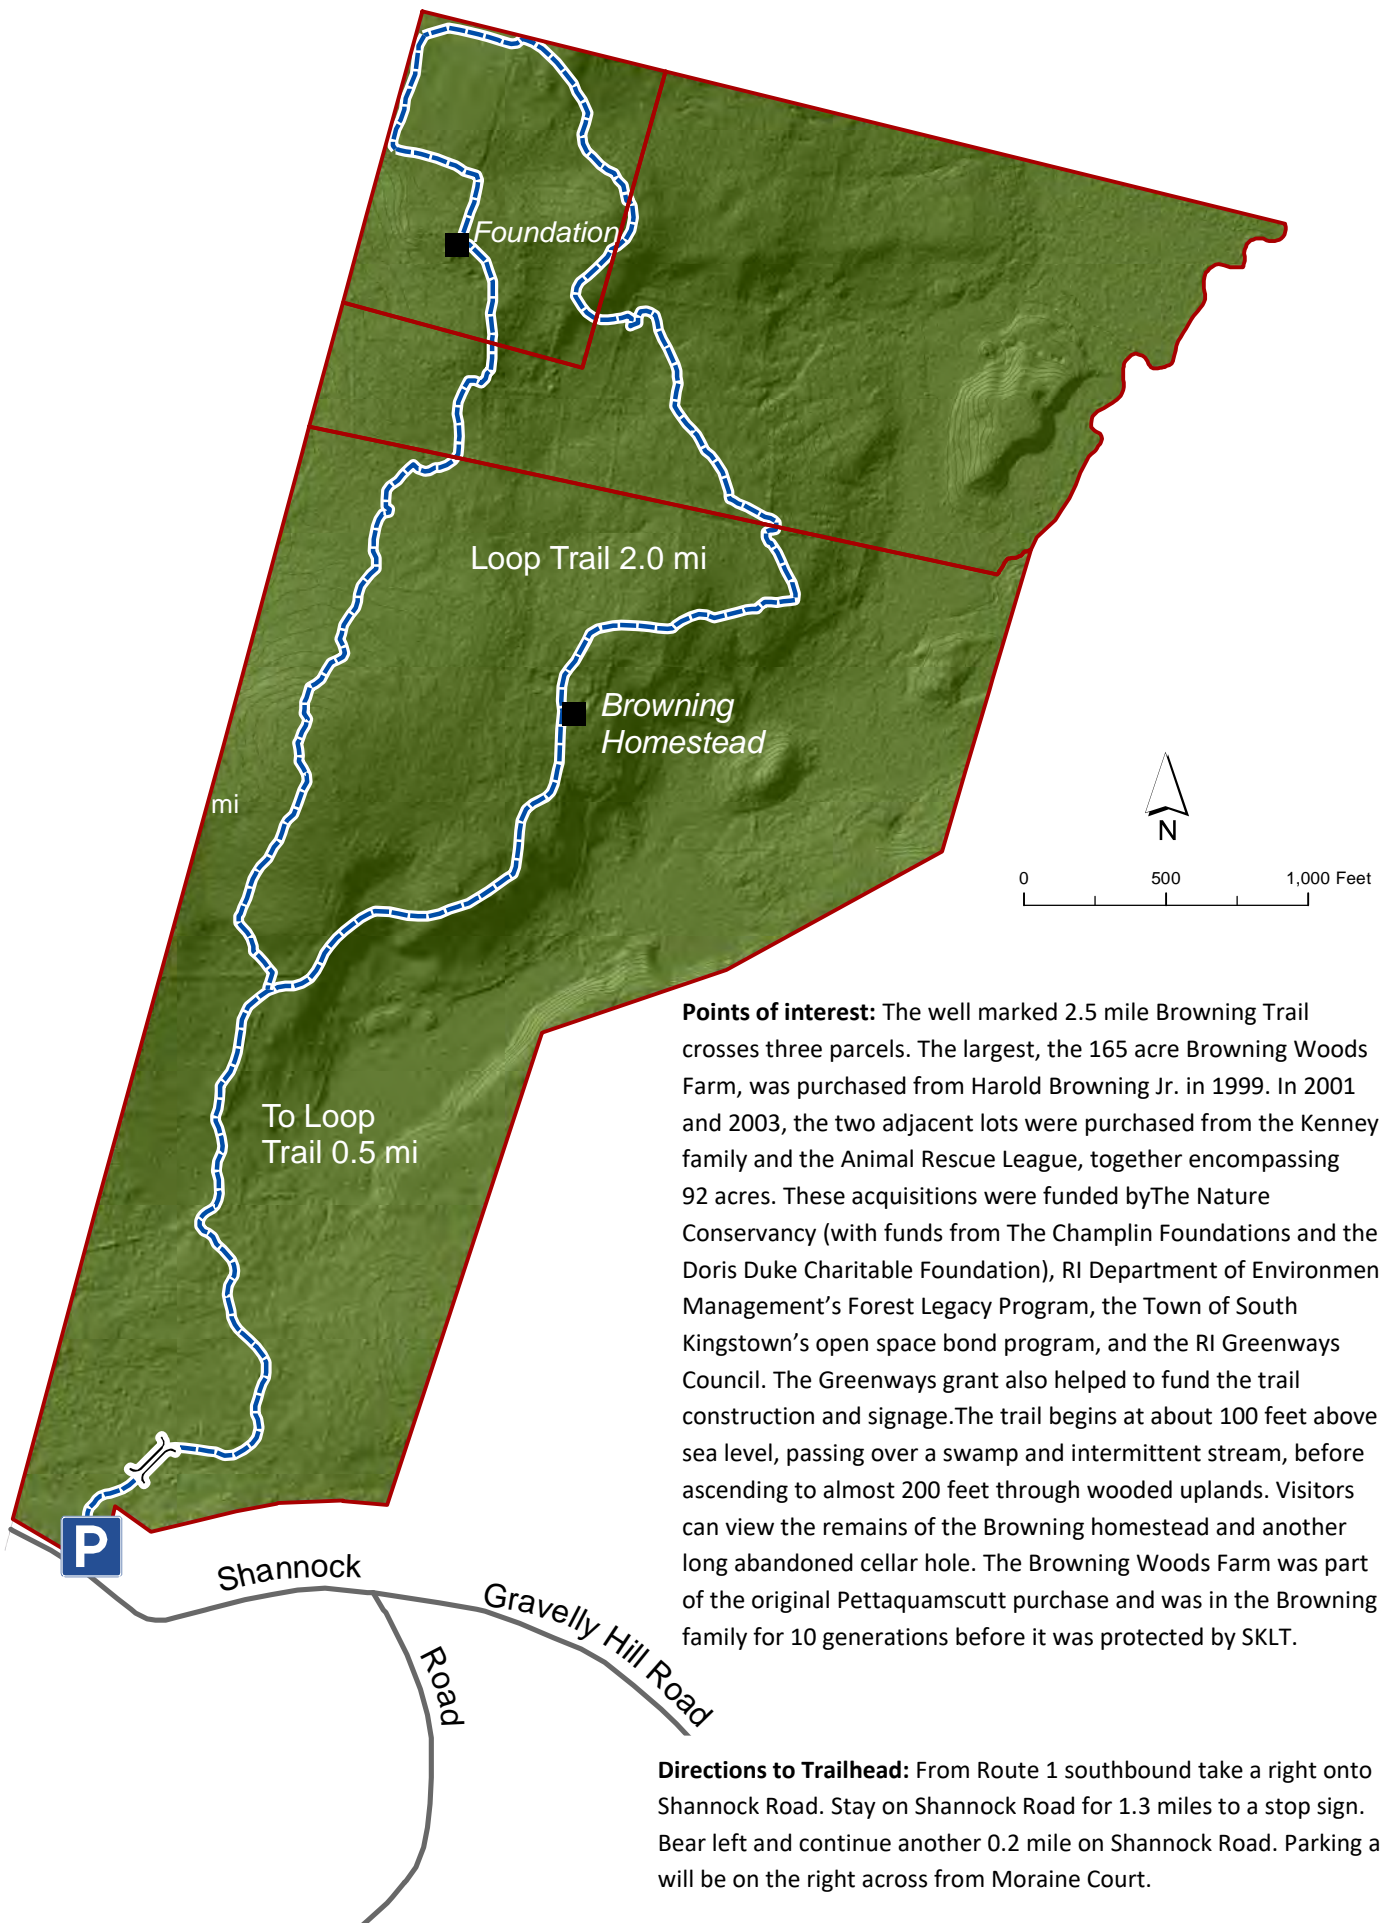 Foundation
Loop Trail 2.0 mi
Browning
Homestead
mi
N
0 500 1,000 Feet
To Loop
Trail 0.5 mi
P
Shannock
Road
Gravelly Hill Road
Points of interest: The well marked 2.5 mile Browning Trail
crosses three parcels. The largest, the 165 acre Browning Woods
Farm, was purchased from Harold Browning Jr. in 1999. In 2001
and 2003, the two adjacent lots were purchased from the Kenney
family and the Animal Rescue League, together encompassing
92 acres. These acquisitions were funded byThe Nature
Conservancy (with funds from The Champlin Foundations and the
Doris Duke Charitable Foundation), RI Department of Environmen
Management’s Forest Legacy Program, the Town of South
Kingstown’s open space bond program, and the RI Greenways
Council. The Greenways grant also helped to fund the trail
construction and signage.The trail begins at about 100 feet above
sea level, passing over a swamp and intermittent stream, before
ascending to almost 200 feet through wooded uplands. Visitors
can view the remains of the Browning homestead and another
long abandoned cellar hole. The Browning Woods Farm was part
of the original Pettaquamscutt purchase and was in the Browning
family for 10 generations before it was protected by SKLT.
Directions to Trailhead: From Route 1 southbound take a right onto
Shannock Road. Stay on Shannock Road for 1.3 miles to a stop sign.
Bear left and continue another 0.2 mile on Shannock Road. Parking a
will be on the right across from Moraine Court.